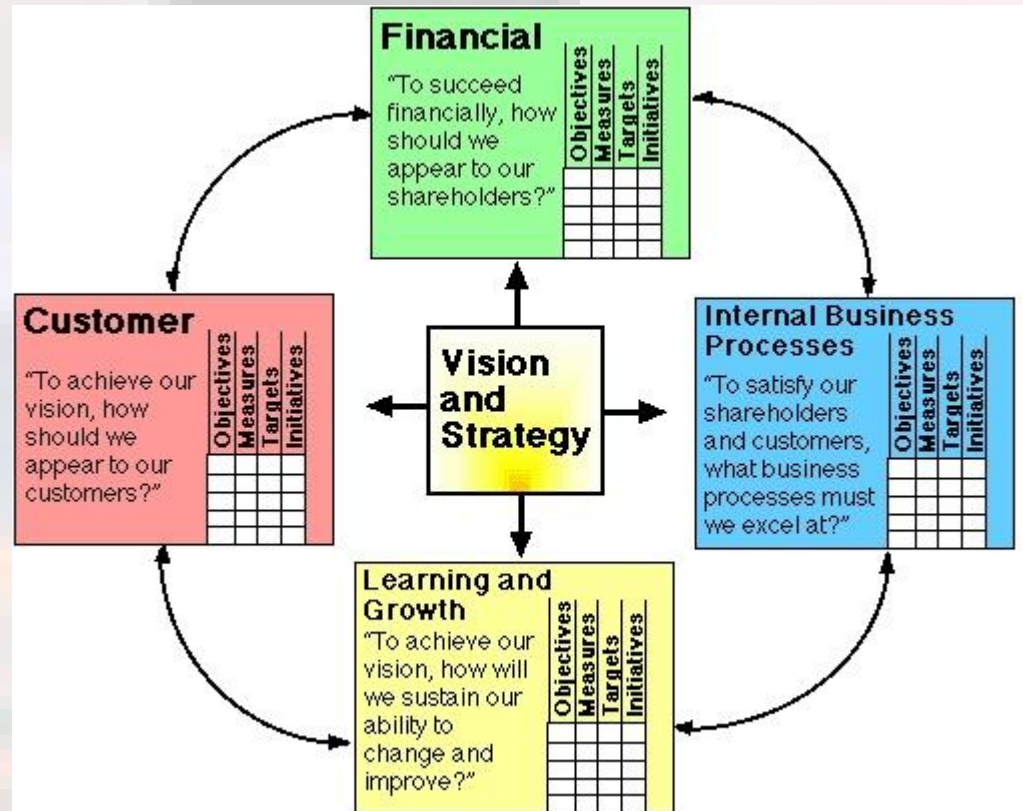 Financial
“To succeed
financially, how
should we
appear to our
shareholders?”
Objectives
Measures
Targets
Initiatives
Customer
“To achieve our
vision, how
should we
appear to our
customers?”
Objectives
Measures
Targets
Initiatives
Vision
and
Strategy
Internal Business
Processes
“To satisfy our
shareholders
and customers,
what business
processes must
we excel at?”
Objectives
Measures
Targets
Initiatives
Learning and
Growth
“To achieve our
vision, how will
we sustain our
ability to
change and
improve?”
Objectives
Measures
Targets
Initiatives